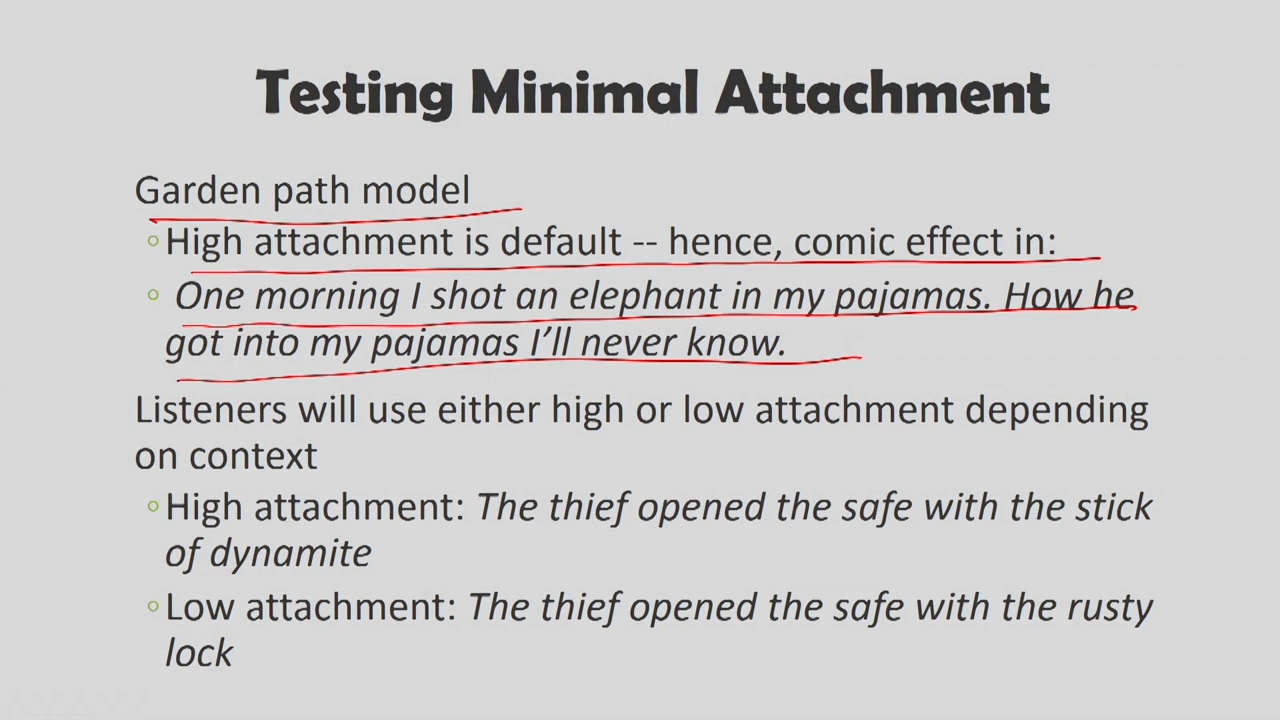 Testing Minimal Attachment
Garden path model
◦High attachment is default -- hence, comic effect in:
◦ One morning I shot an elephant in my pajamas. How he
got into my pajamas I’ll never know.
Listeners will use either high or low attachment depending
on context
◦High attachment: The thief opened the safe with the stick
of dynamite
◦Low attachment: The thief opened the safe with the rusty
lock